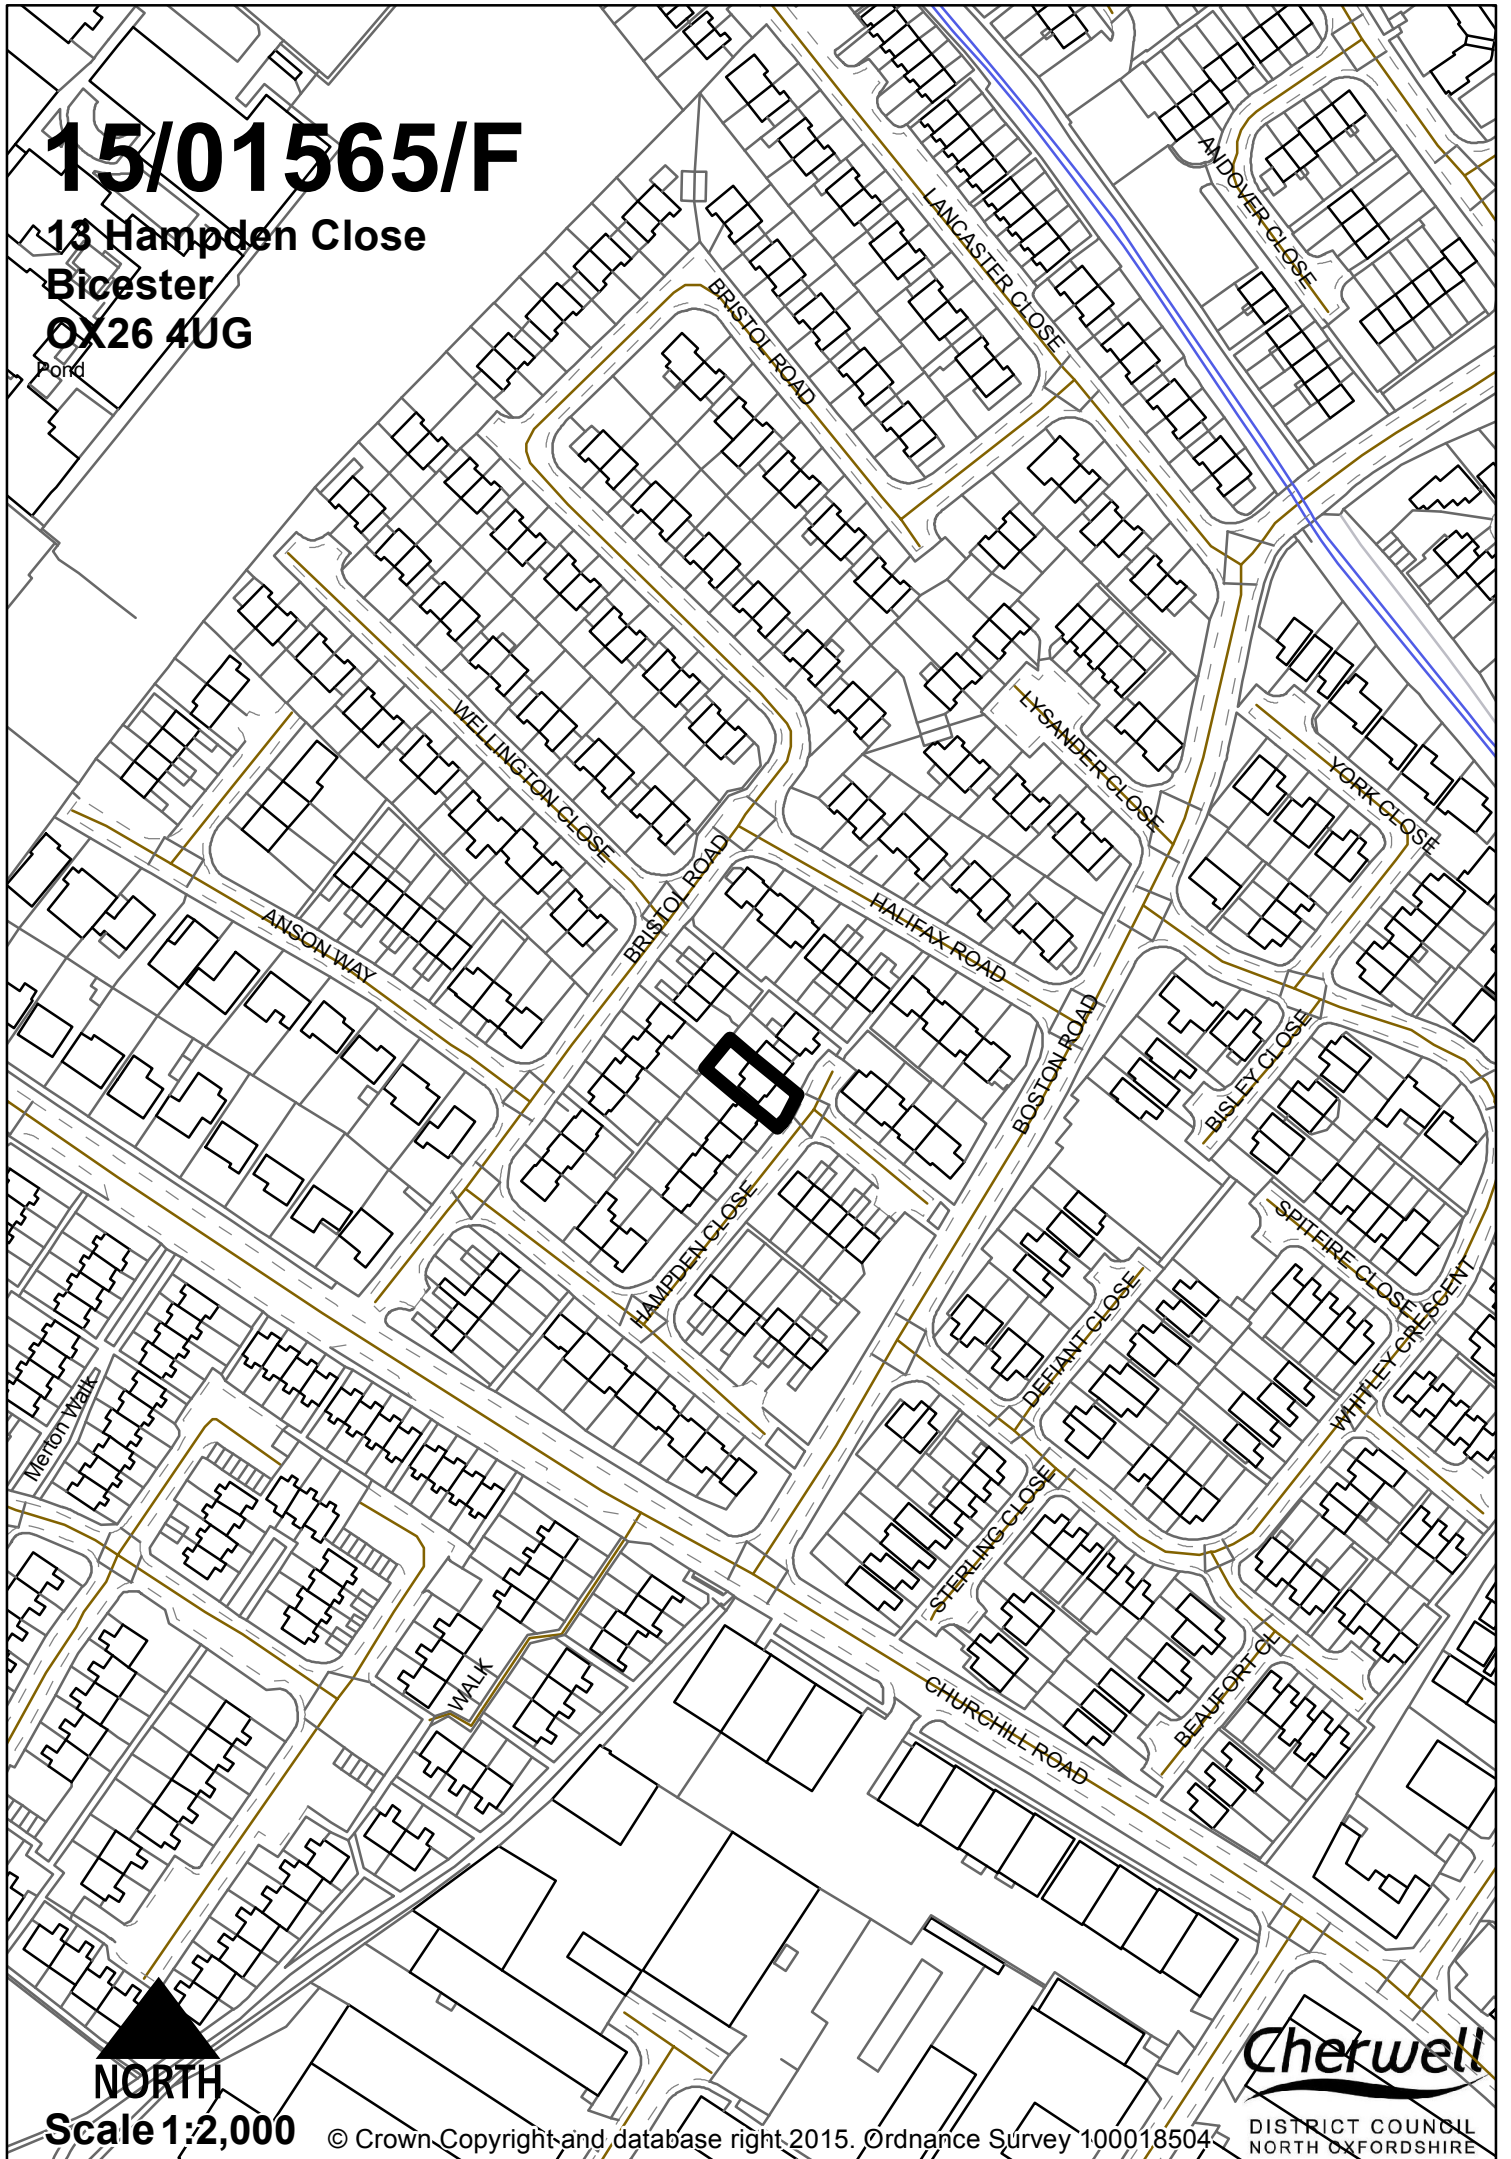 15/01565/F
13 Hampden Close
Bicester
OX26 4UG
Pond
ANDOVER CLOSE
LANCASTER CLOSE
BRISTOL ROAD
LYSANDER CLOSE
WELLINGTON CLOSE
YORK CLOSE
BRISTOL ROAD
HALIFAX ROAD
ANSON WAY
BOSTON ROAD
BISLEY CLOSE
HAMPDEN CLOSE
SPITFIRE CLOSE
DEFIANT CLOSE
WHITLEY CRESCENT
Merton Walk
STERLING CLOSE
WALK
BEAUFORT CL
CHURCHILL ROAD
NORTH
Scale 1:2,000
© Crown Copyright and database right 2015. Ordnance Survey 100018504
Cherwell
DISTRICT COUNCIL
NORTH OXFORDSHIRE